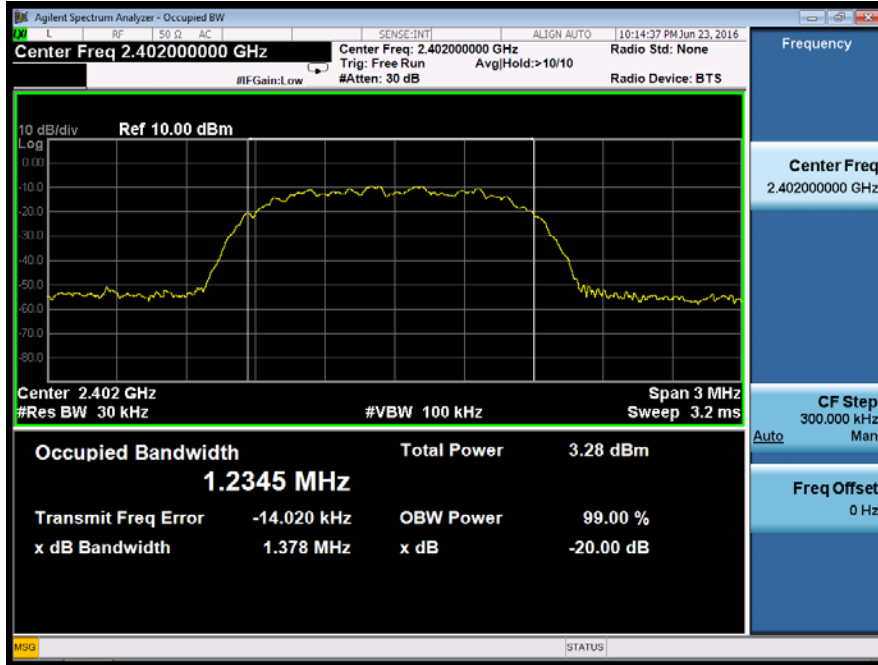 Agilent Spectrum Analyzer - Occupied BW
L RF 50 Ω AC SENSE:INT ALIGN AUTO 10:14:37 PM Jun 23, 2016
Center Freq 2.402000000 GHz
#IFGain:Low
Center Freq: 2.402000000 GHz
Trig: Free Run Avg|Hold:>10/10
#Atten: 30 dB
Radio Std: None
Radio Device: BTS
10 dB/div Ref 10.00 dBm
Log
0.00
-10.0
-20.0
-30.0
-40.0
-50.0
-60.0
-70.0
-80.0
Center 2.402 GHz Span 3 MHz
#Res BW 30 kHz #VBW 100 kHz Sweep 3.2 ms
Occupied Bandwidth Total Power 3.28 dBm
1.2345 MHz
Transmit Freq Error -14.020 kHz OBW Power 99.00 %
x dB Bandwidth 1.378 MHz x dB -20.00 dB
MSG STATUS
Frequency
Center Freq
2.402000000 GHz
CF Step
300.000 kHz
Auto Man
Freq Offset
0 Hz